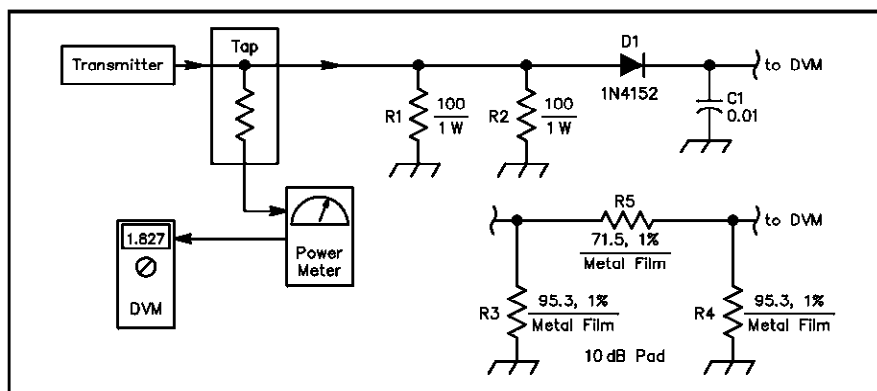 Transmitter
Tap
R1
100
1 W
R2
100
1 W
D1
1N4152
to DVM
C1
0.01
1.827
DVM
Power
Meter
R5
71.5, 1%
Metal Film
to DVM
R3
95.3, 1%
Metal Film
R4
95.3, 1%
Metal Film
10 dB Pad